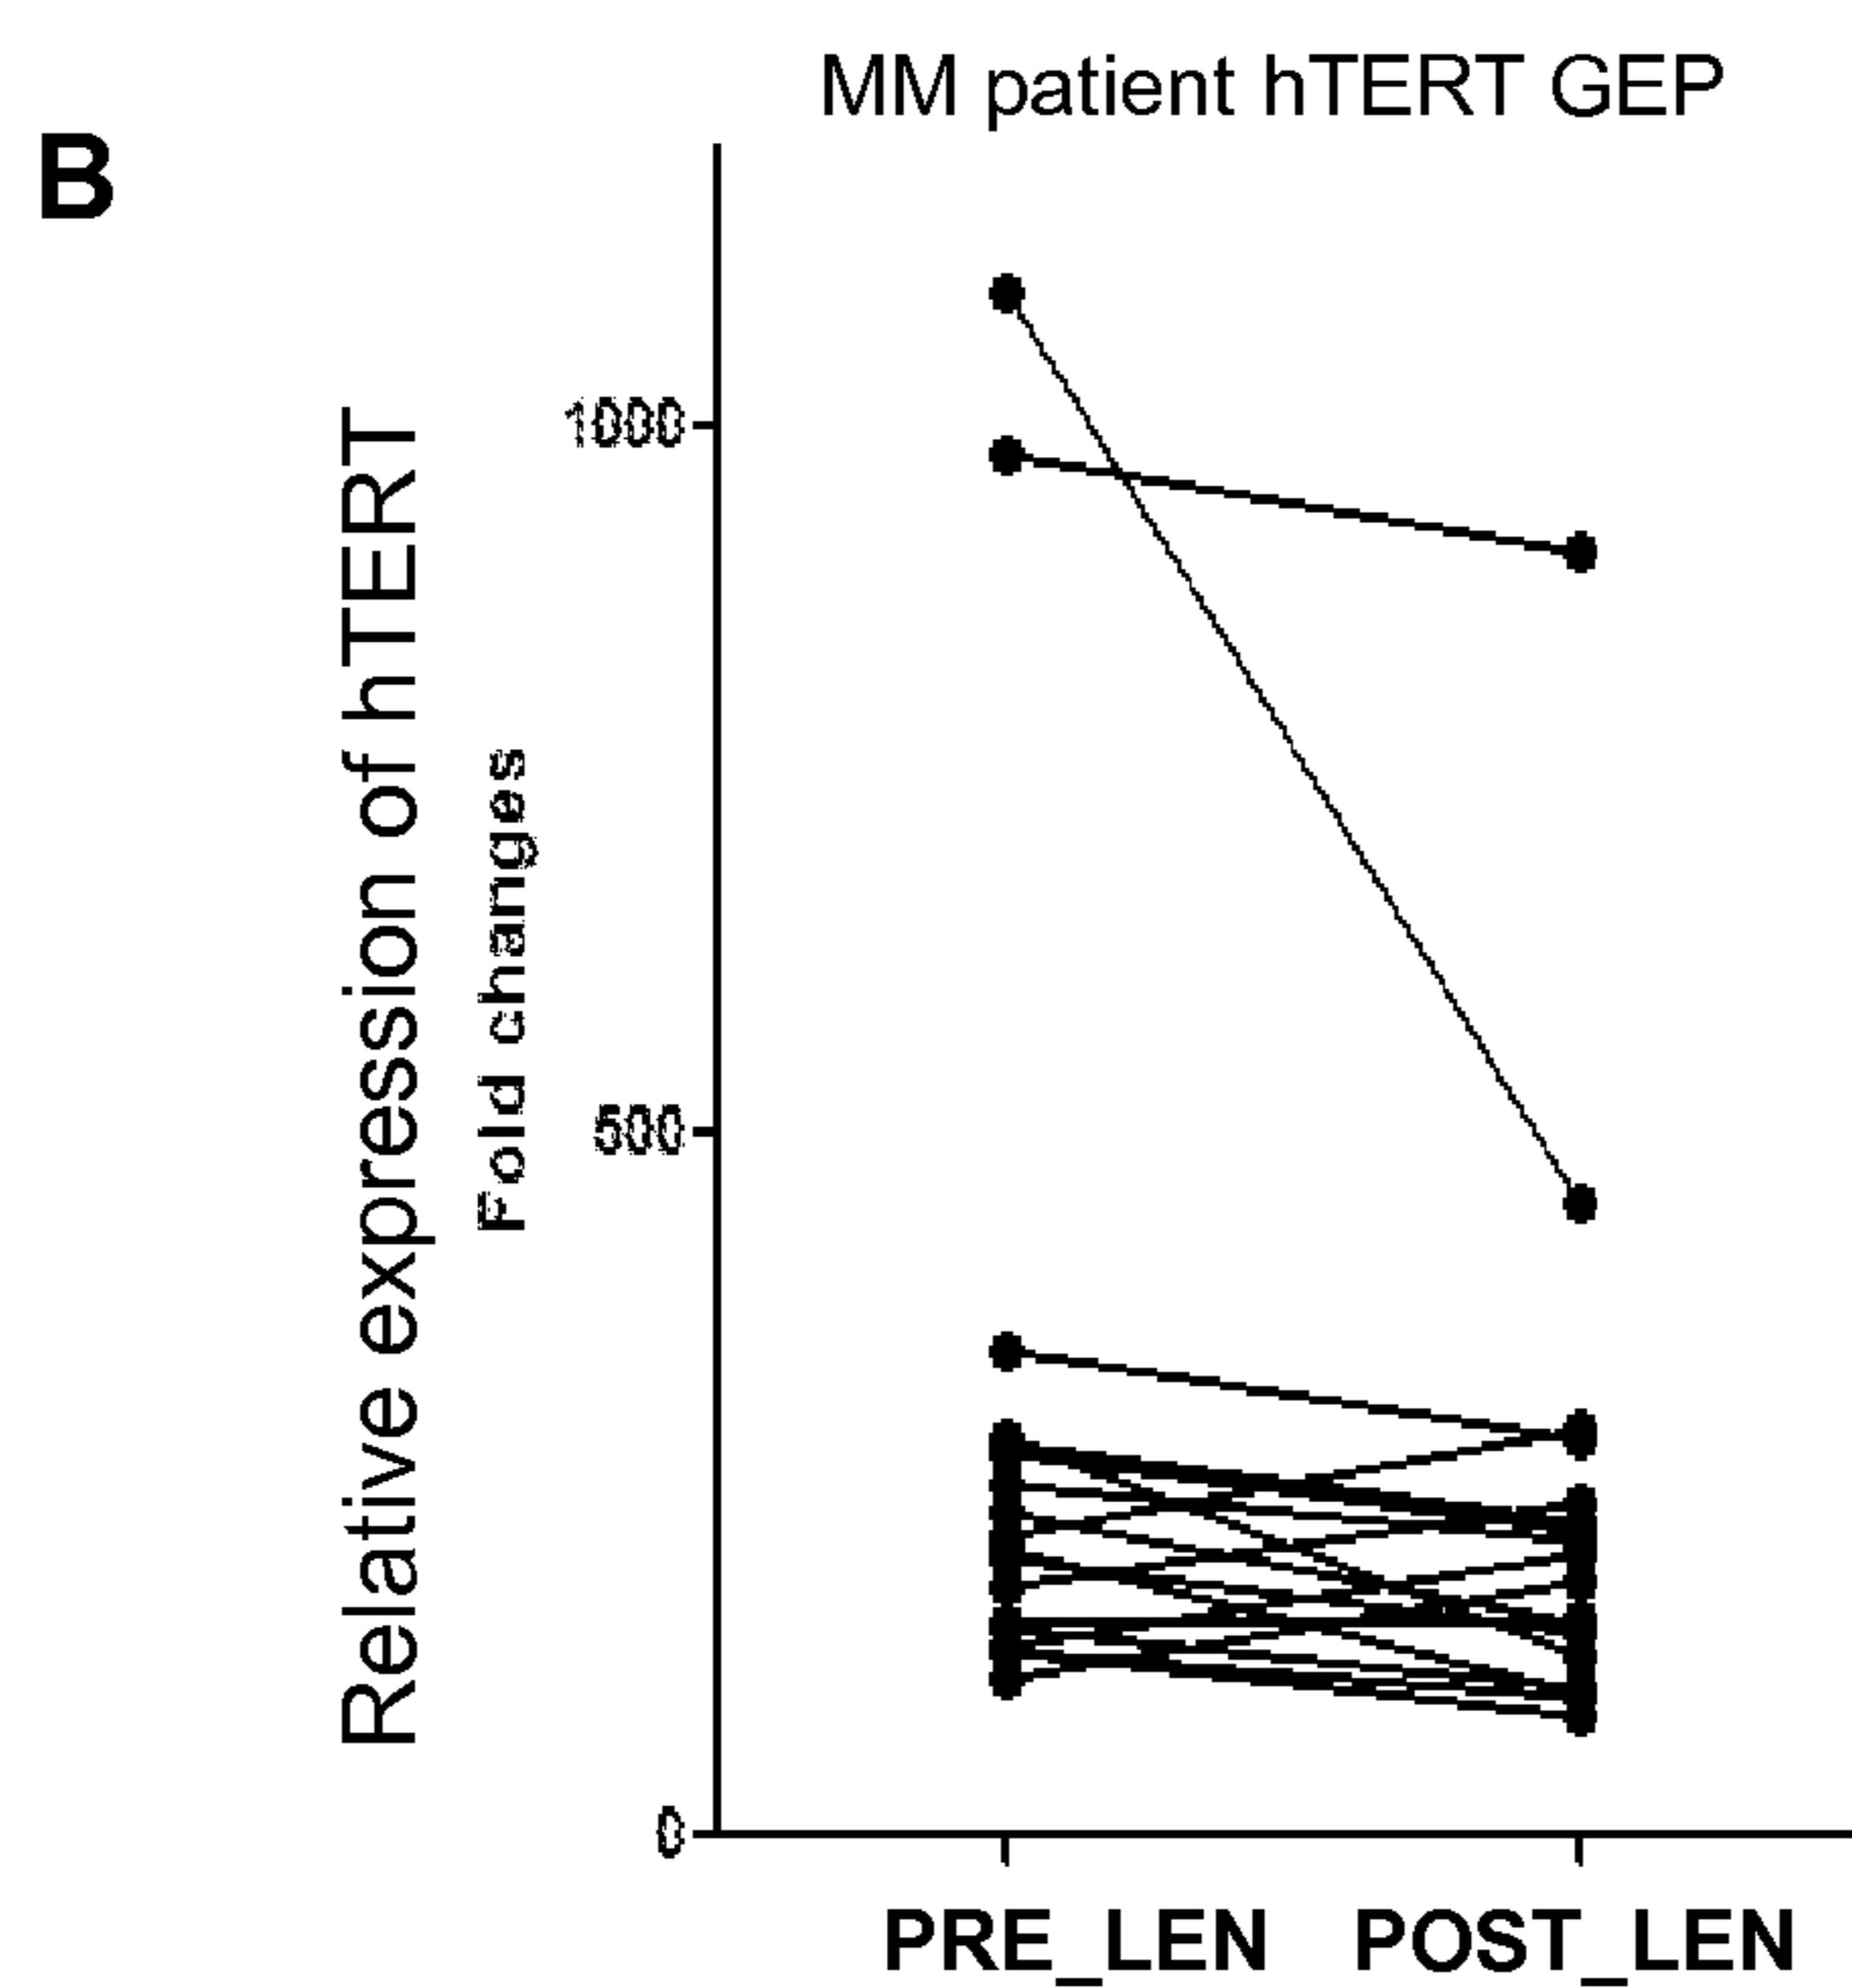 MM patient hTERT GEP
B
Relative expression of hTERT
Fold changes
1000
500
0
PRE_LEN POST_LEN